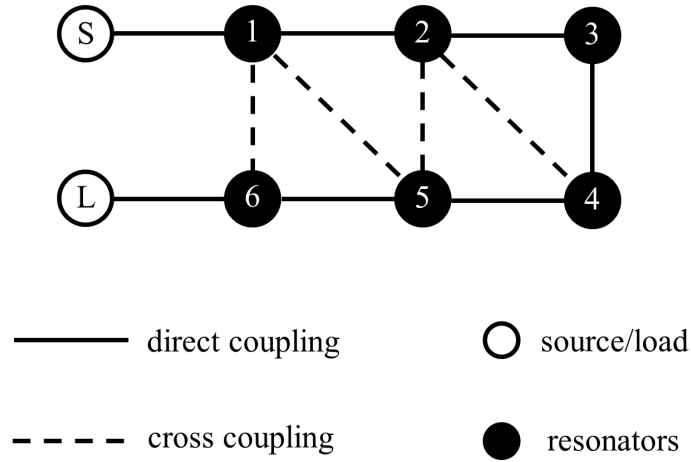 S 1 2 3
L 6 5 4
direct coupling source/load
cross coupling resonators